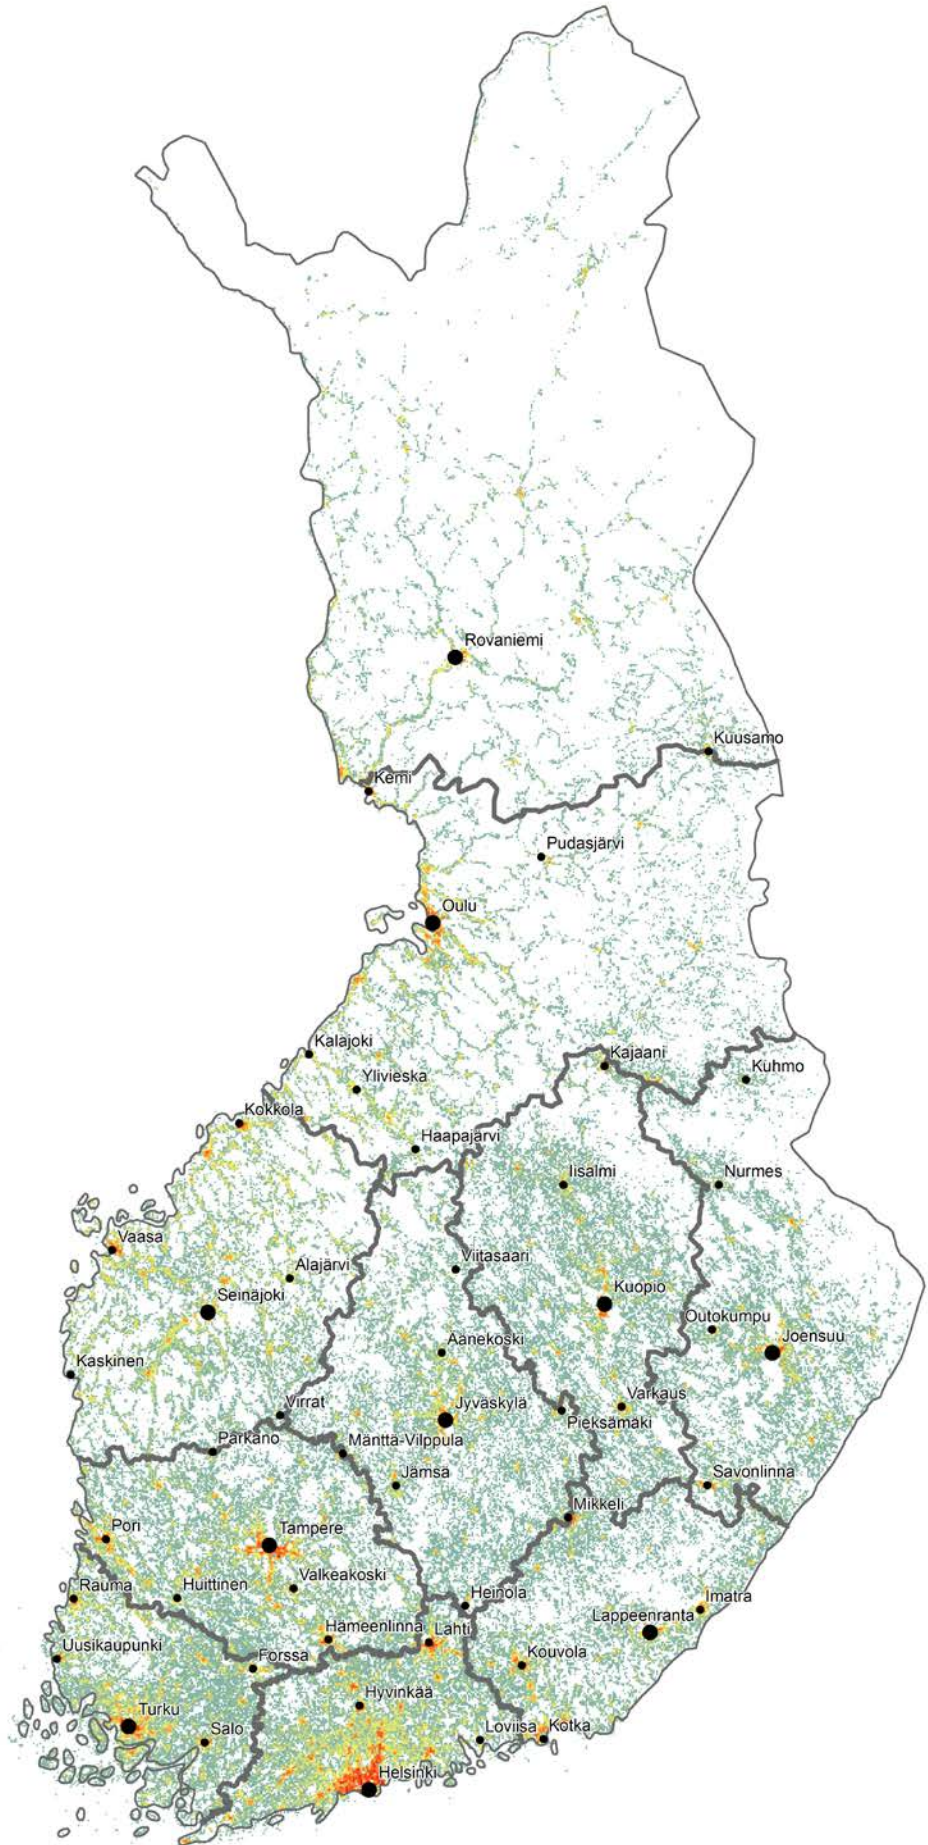 Rovaniemi
Kuusamo
Kemi
Pudasjärvi
Oulu
Kalajoki
Kajaani
Kuhmo
Ylivieska
Kokkola
Haapajärvi
Iisalmi
Nurmes
Vaasa
Viitasaari
Alajärvi
Seinäjoki
Kuopio
Outokumpu
Joensuu
Äänekoski
Kaskinen
Varkaus
Virrat
Jyväskylä
Pieksämäki
Parkano
Mänttä-Vilppula
Jämsä
Savonlinna
Mikkeli
Pori
Tampere
Rauma
Huittinen
Valkeakoski
Heinola
Imatra
Lappeenranta
Hämeenlinna
Lahti
Uusikaupunki
Forssa
Kouvola
Hyvinkää
Turku
Salo
Loviisa
Kotka
Helsinki